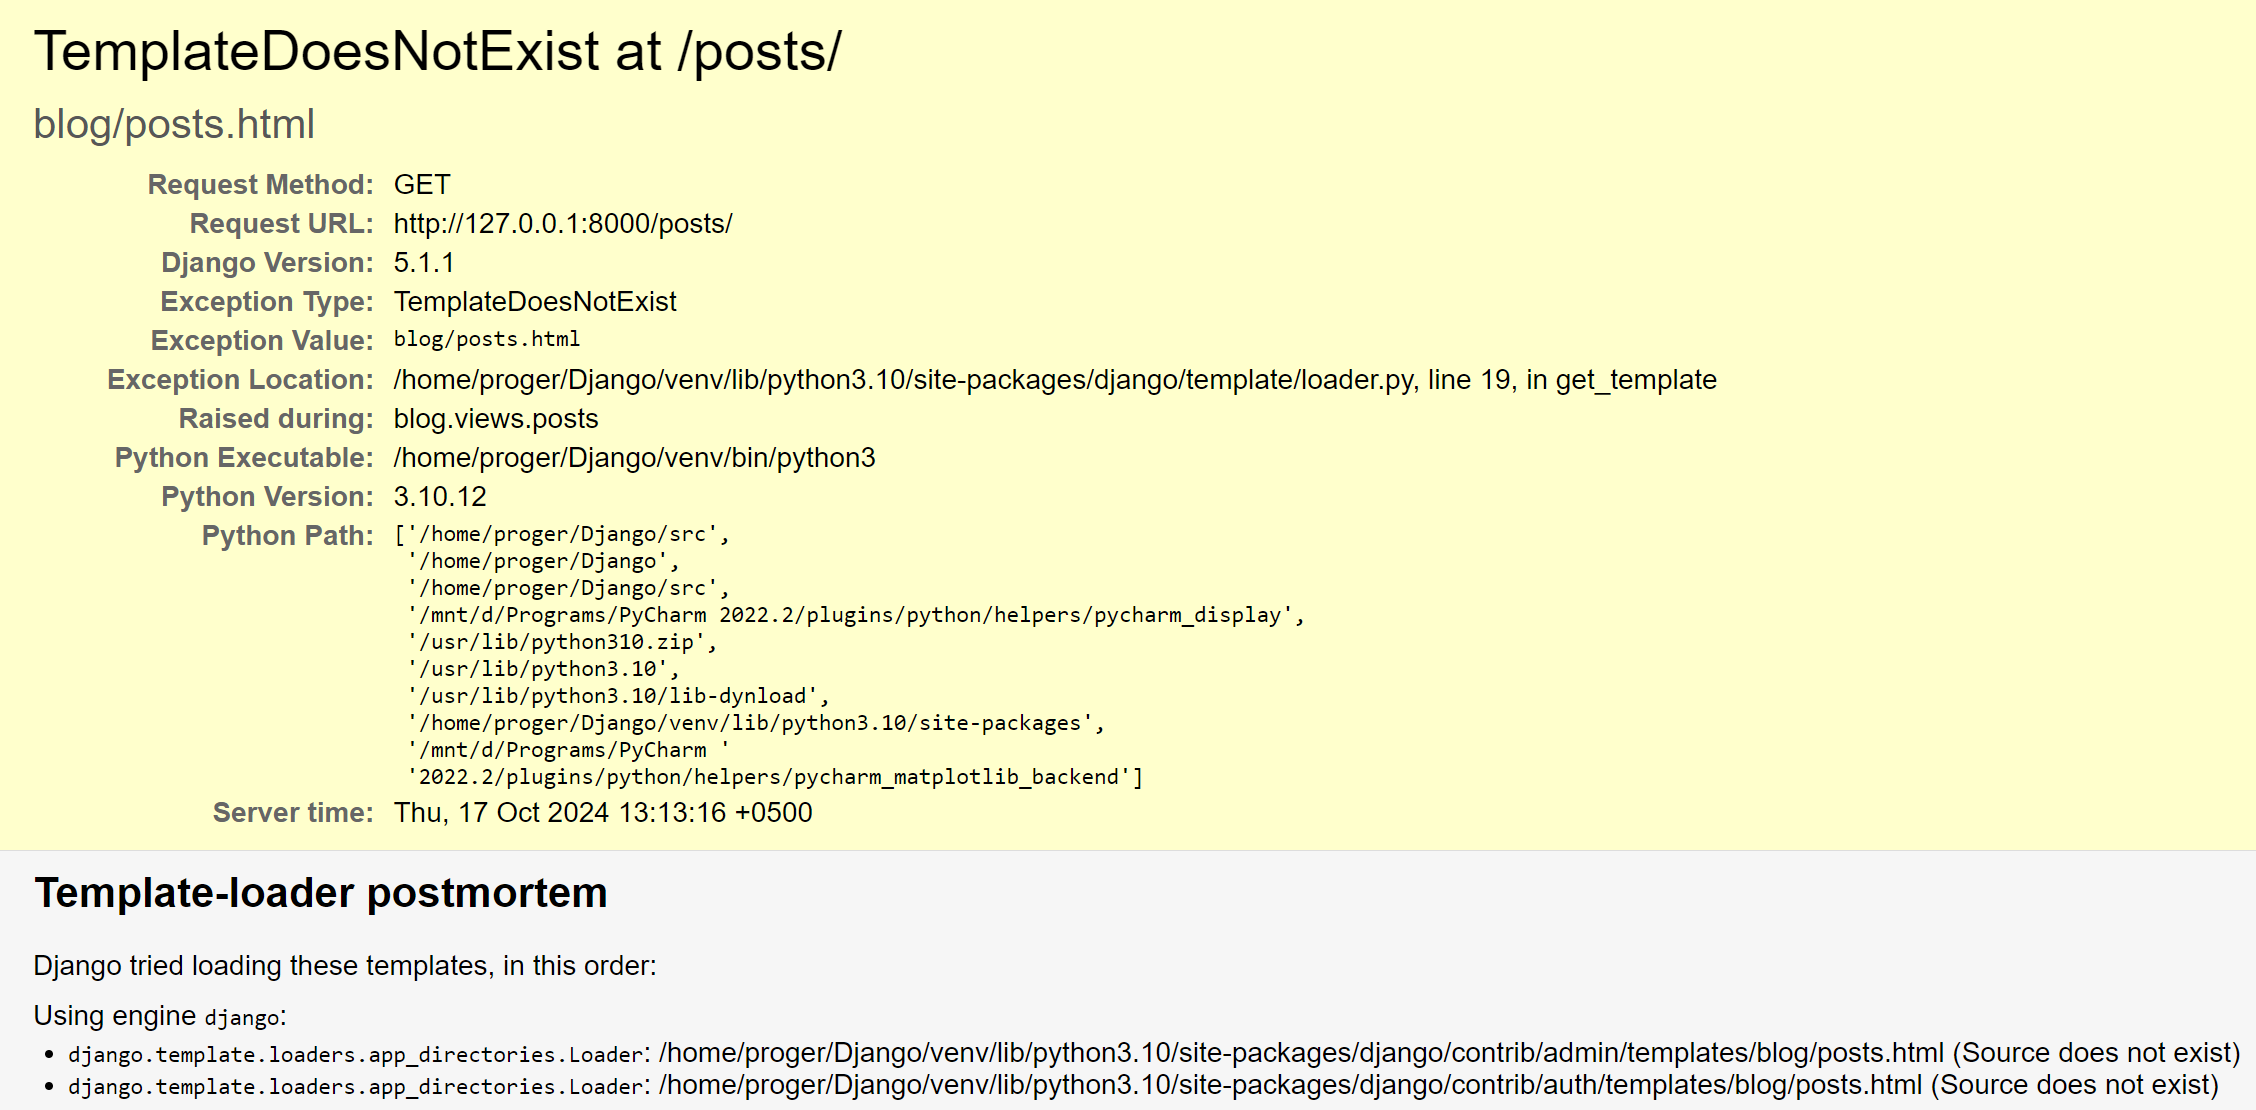 TemplateDoesNotExist at /posts/
blog/posts.html
Request Method: GET
Request URL: http://127.0.0.1:8000/posts/
Django Version: 5.1.1
Exception Type: TemplateDoesNotExist
Exception Value: blog/posts.html
Exception Location: /home/proger/Django/venv/lib/python3.10/site-packages/django/template/loader.py, line 19, in get_template
Raised during: blog.views.posts
Python Executable: /home/proger/Django/venv/bin/python3
Python Version: 3.10.12
Python Path: ['/home/proger/Django/src',
'/home/proger/Django',
'/home/proger/Django/src',
'/mnt/d/Programs/PyCharm 2022.2/plugins/python/helpers/pycharm_display',
'/usr/lib/python310.zip',
'/usr/lib/python3.10',
'/usr/lib/python3.10/lib-dynload',
'/home/proger/Django/venv/lib/python3.10/site-packages',
'/mnt/d/Programs/PyCharm '
'2022.2/plugins/python/helpers/pycharm_matplotlib_backend']
Server time: Thu, 17 Oct 2024 13:13:16 +0500
Template-loader postmortem
Django tried loading these templates, in this order:
Using engine django:
• django.template.loaders.app_directories.Loader: /home/proger/Django/venv/lib/python3.10/site-packages/django/contrib/admin/templates/blog/posts.html (Source does not exist)
• django.template.loaders.app_directories.Loader: /home/proger/Django/venv/lib/python3.10/site-packages/django/contrib/auth/templates/blog/posts.html (Source does not exist)